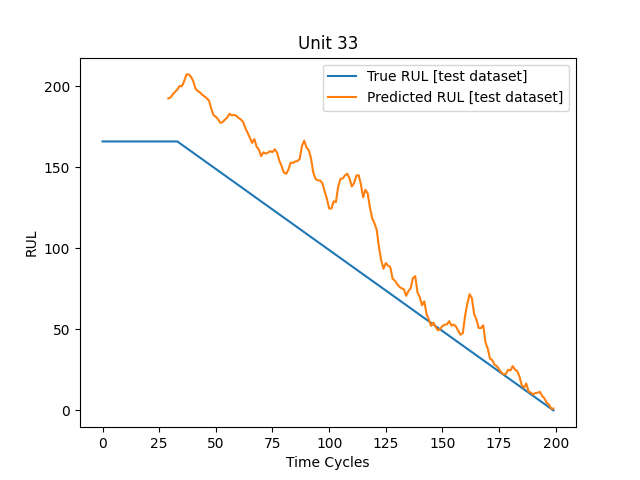 Unit 33
True RUL [test dataset]
Predicted RUL [test dataset]
RUL
200
150
100
50
0
0 25 50 75 100 125 150 175 200
Time Cycles